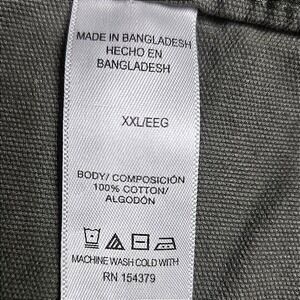 MADE IN BANGLADESH
HECHO EN
BANGLADESH
XXL/EEG
BODY/ COMPOSICIÓN
100% COTTON/
ALGODÓN
MACHINE WASH COLD WITH
RN 154379